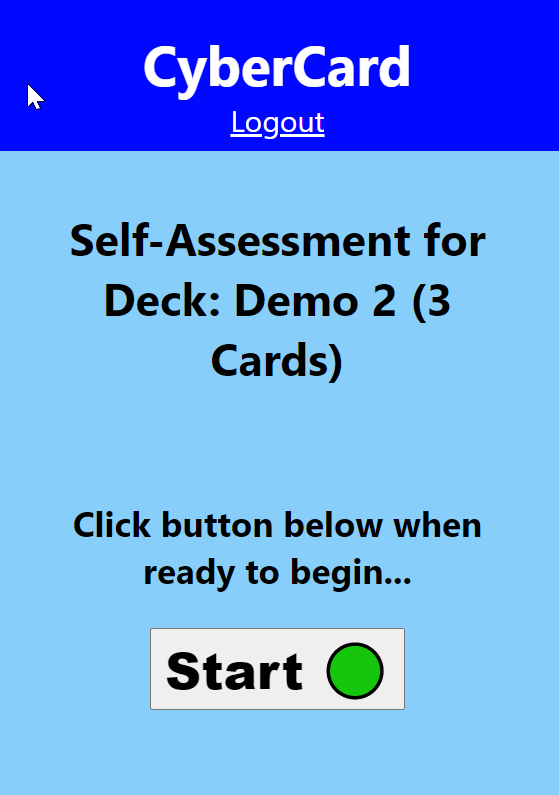 CyberCard
Logout
Self-Assessment for
Deck: Demo 2 (3
Cards)
Click button below when
ready to begin...
Start